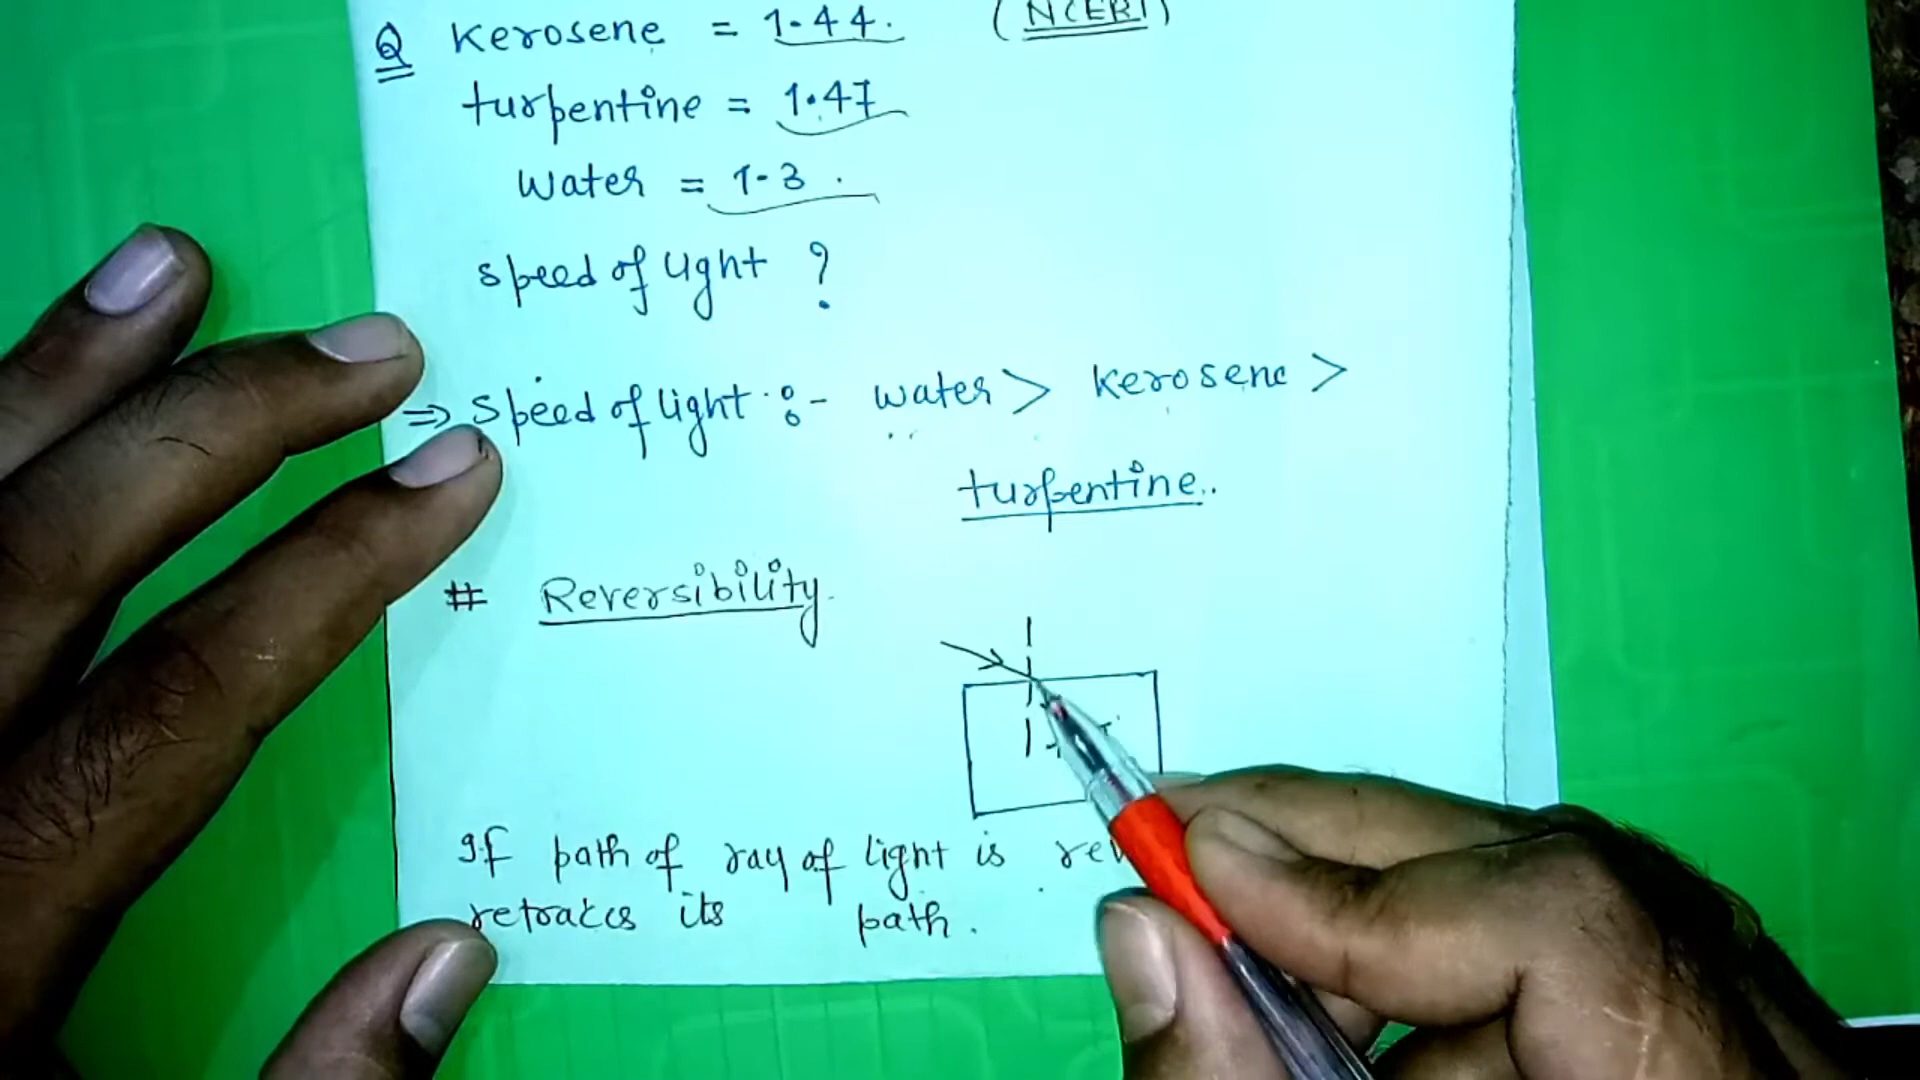 Q Kerosene = 1.44. (NCERT)
turpentine = 1.47
Water = 1.3.
speed of light ?
⇒ speed of light :- water > kerosene >
turpentine..
# Reversibility
If path of ray of light is
retraces its path.